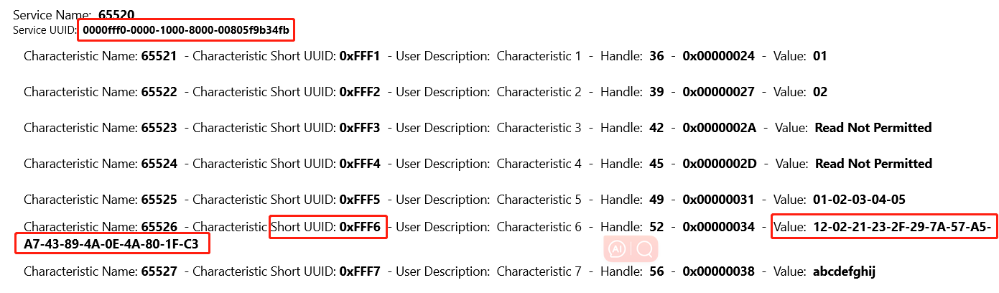 Service Name: 65520
Service UUID: 0000fff0-0000-1000-8000-00805f9b34fb
Characteristic Name: 65521 - Characteristic Short UUID: 0xFFF1 - User Description: Characteristic 1 - Handle: 36 - 0x00000024 - Value: 01
Characteristic Name: 65522 - Characteristic Short UUID: 0xFFF2 - User Description: Characteristic 2 - Handle: 39 - 0x00000027 - Value: 02
Characteristic Name: 65523 - Characteristic Short UUID: 0xFFF3 - User Description: Characteristic 3 - Handle: 42 - 0x0000002A - Value: Read Not Permitted
Characteristic Name: 65524 - Characteristic Short UUID: 0xFFF4 - User Description: Characteristic 4 - Handle: 45 - 0x0000002D - Value: Read Not Permitted
Characteristic Name: 65525 - Characteristic Short UUID: 0xFFF5 - User Description: Characteristic 5 - Handle: 49 - 0x00000031 - Value: 01-02-03-04-05
Characteristic Name: 65526 - Characteristic Short UUID: 0xFFF6 - User Description: Characteristic 6 - Handle: 52 - 0x00000034 - Value: 12-02-21-23-2F-29-7A-57-A5-
A7-43-89-4A-0E-4A-80-1F-C3
AI
Characteristic Name: 65527 - Characteristic Short UUID: 0xFFF7 - User Description: Characteristic 7 - Handle: 56 - 0x00000038 - Value: abcdefghij